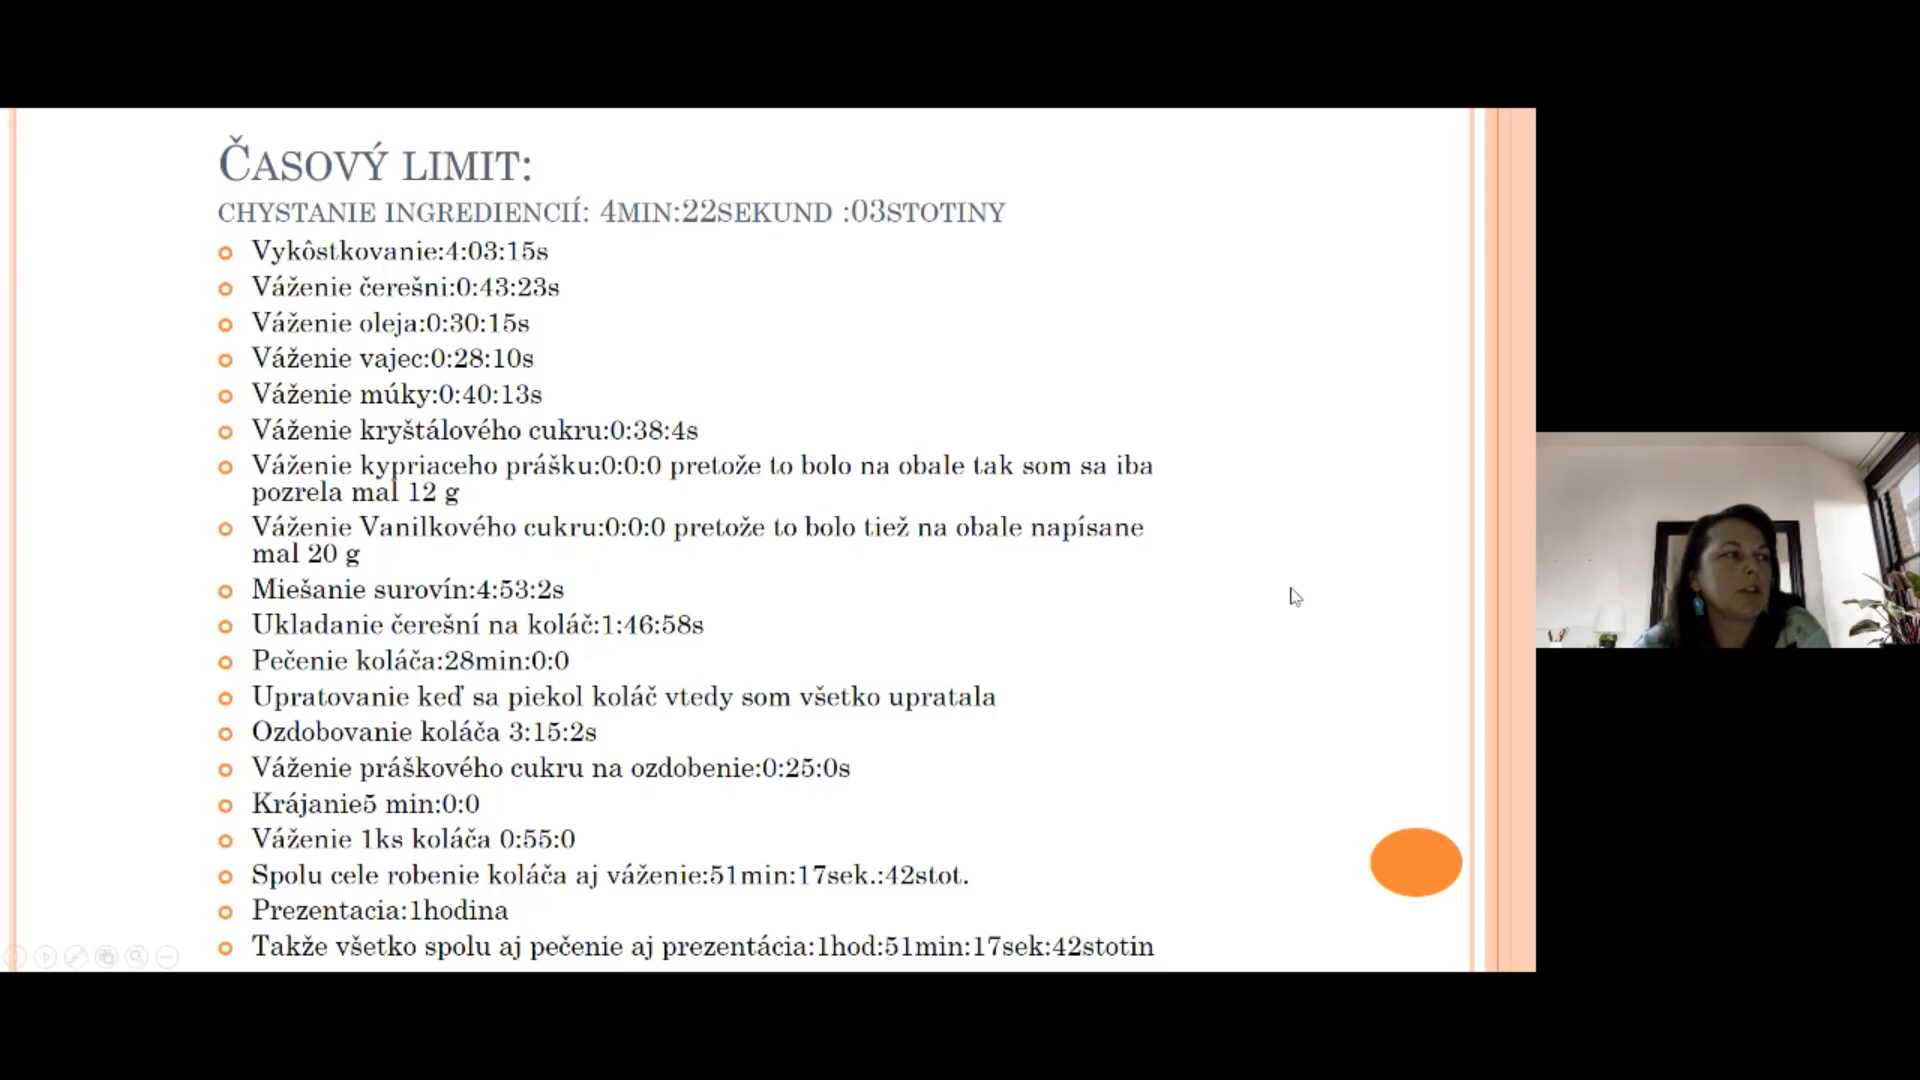 ČASOVÝ LIMIT:
CHYSTANIE INGREDIENCIÍ: 4MIN:22SEKUND :03STOTINY
Vykôstkovanie:4:03:15s
Váženie čerešni:0:43:23s
Váženie oleja:0:30:15s
Váženie vajec:0:28:10s
Váženie múky:0:40:13s
Váženie kryštálového cukru:0:38:4s
Váženie kypriaceho prášku:0:0:0 pretože to bolo na obale tak som sa iba
pozrela mal 12 g
Váženie Vanilkového cukru:0:0:0 pretože to bolo tiež na obale napísane
mal 20 g
Miešanie surovín:4:53:2s
Ukladanie čerešní na koláč:1:46:58s
Pečenie koláča:28min:0:0
Upratovanie keď sa piekol koláč vtedy som všetko upratala
Ozdobovanie koláča 3:15:2s
Váženie práškového cukru na ozdobenie:0:25:0s
Krájanie5 min:0:0
Váženie 1ks koláča 0:55:0
Spolu cele robenie koláča aj váženie:51min:17sek.:42stot.
Prezentacia:1hodina
Takže všetko spolu aj pečenie aj prezentácia:1hod:51min:17sek:42stotin